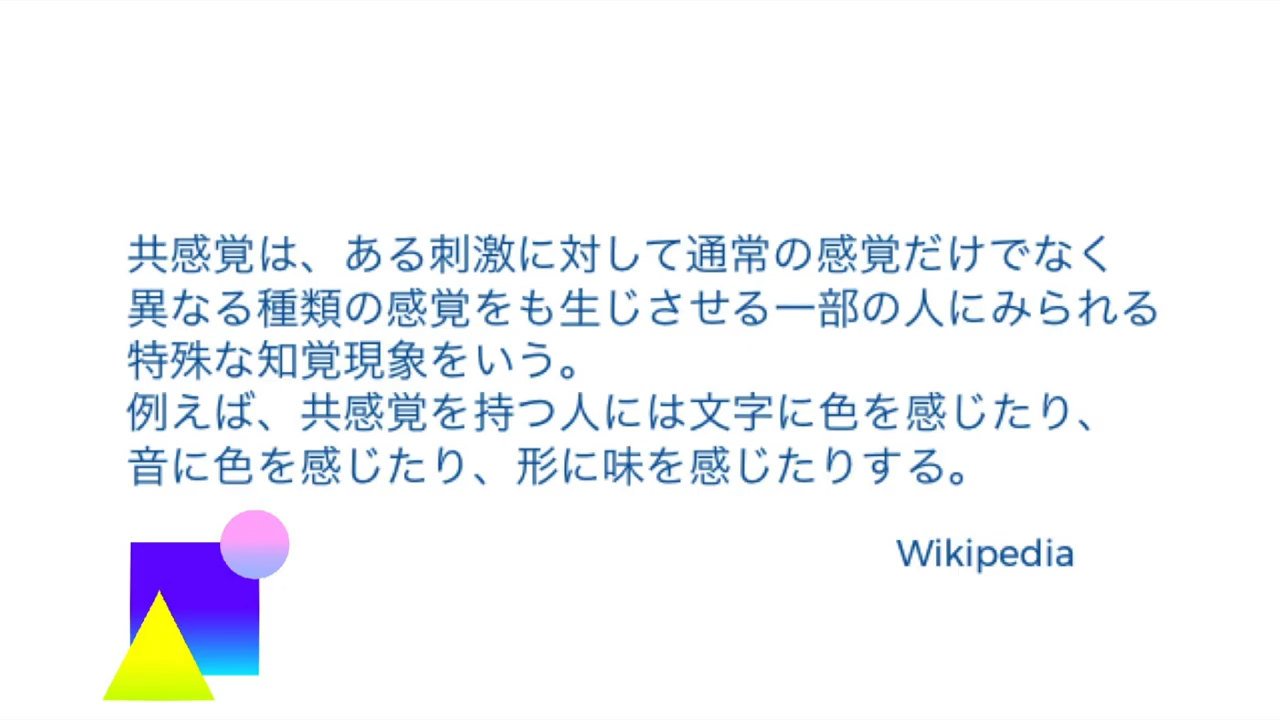 共感覚は、ある刺激に対して通常の感覚だけでなく
異なる種類の感覚をも生じさせる一部の人にみられる
特殊な知覚現象をいう。
例えば、共感覚を持つ人には文字に色を感じたり、
音に色を感じたり、形に味を感じたりする。
Wikipedia